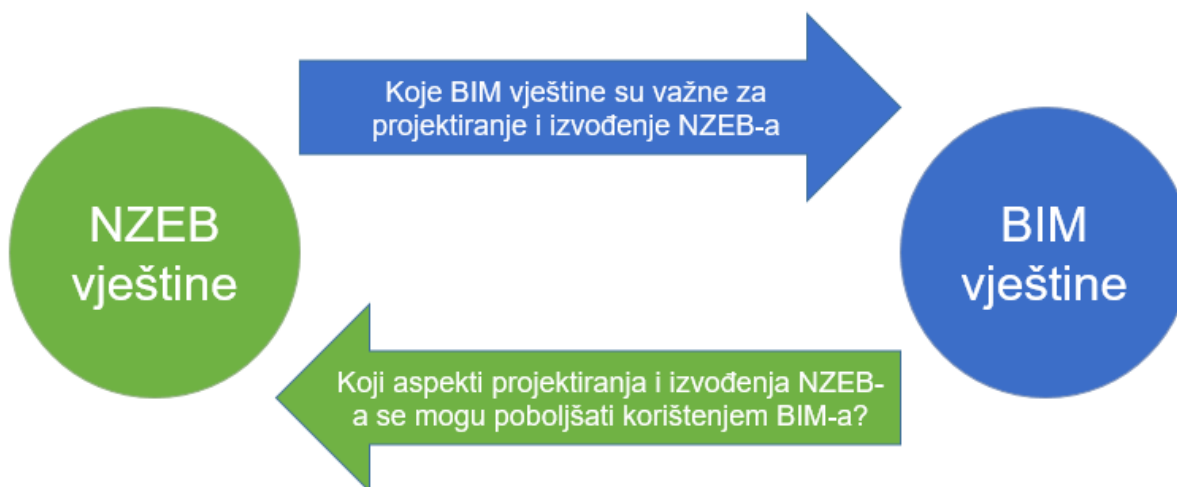 Koje BIM vještine su važne za
projektiranje i izvođenje NZEB-a
NZEB
vještine
BIM
vještine
Koji aspekti projektiranja i izvođenja NZEB-
a se mogu poboljšati korištenjem BIM-a?